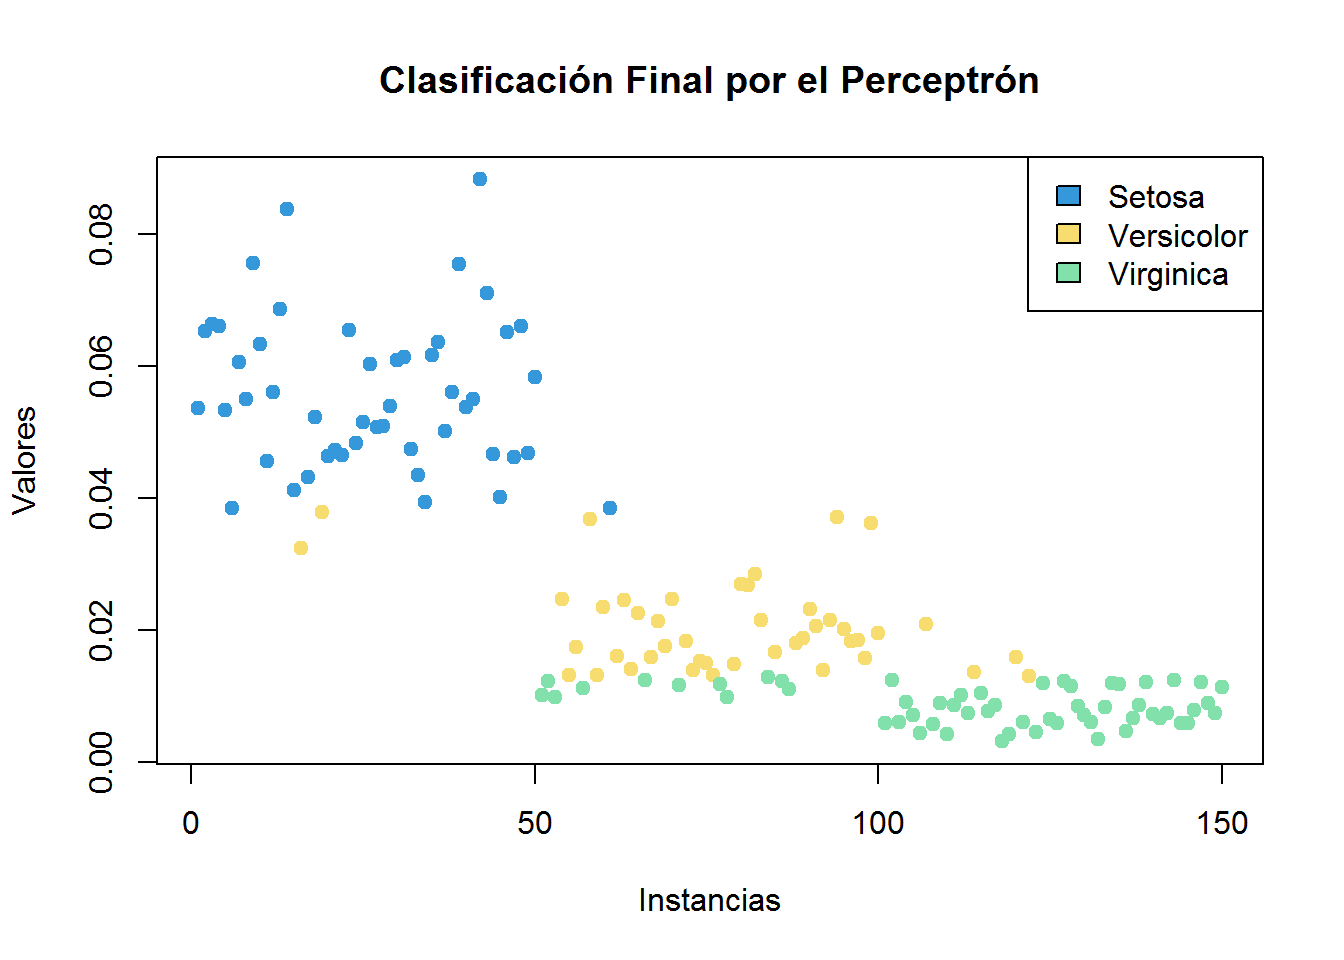 Clasificación Final por el Perceptrón
Setosa
Versicolor
Virginica
Valores
0.08
0.06
0.04
0.02
0.00
0
50
100
150
Instancias